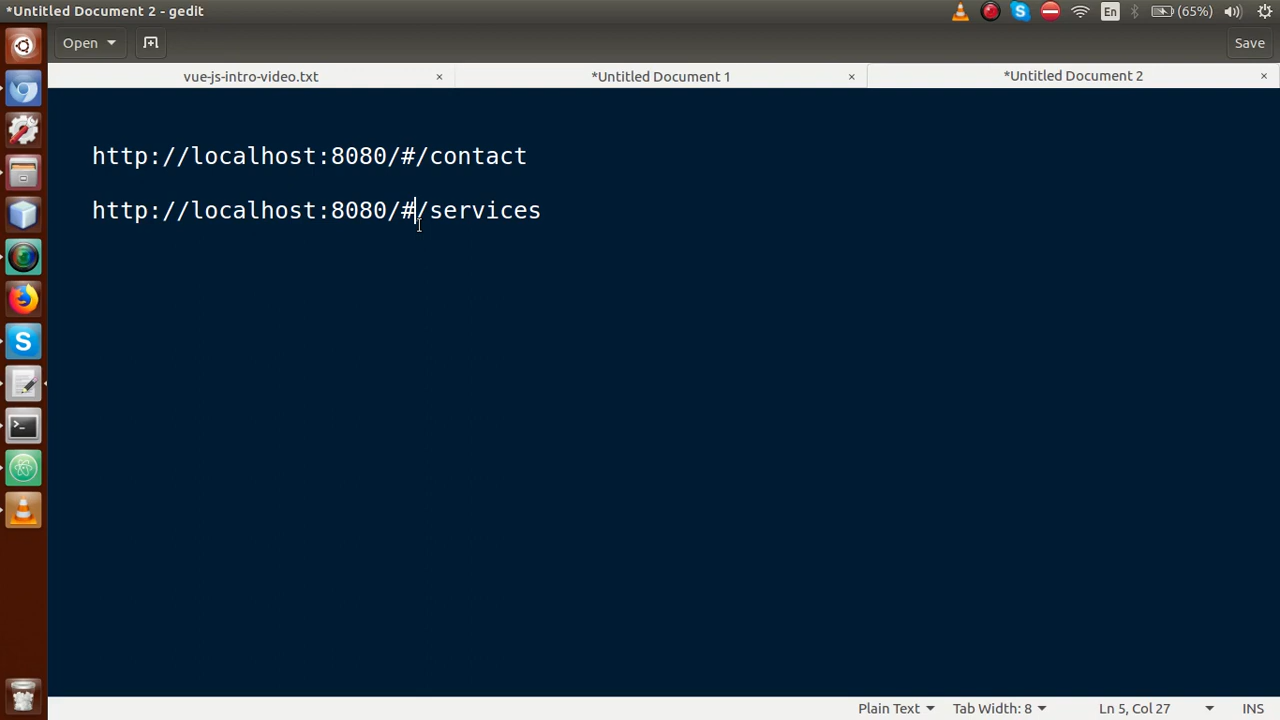 *Untitled Document 2 - gedit
En
(65%)
Open
Save
vue-js-intro-video.txt
*Untitled Document 1
*Untitled Document 2
http://localhost:8080/#/contact
http://localhost:8080/#/services
Plain Text
Tab Width: 8
Ln 5, Col 27
INS